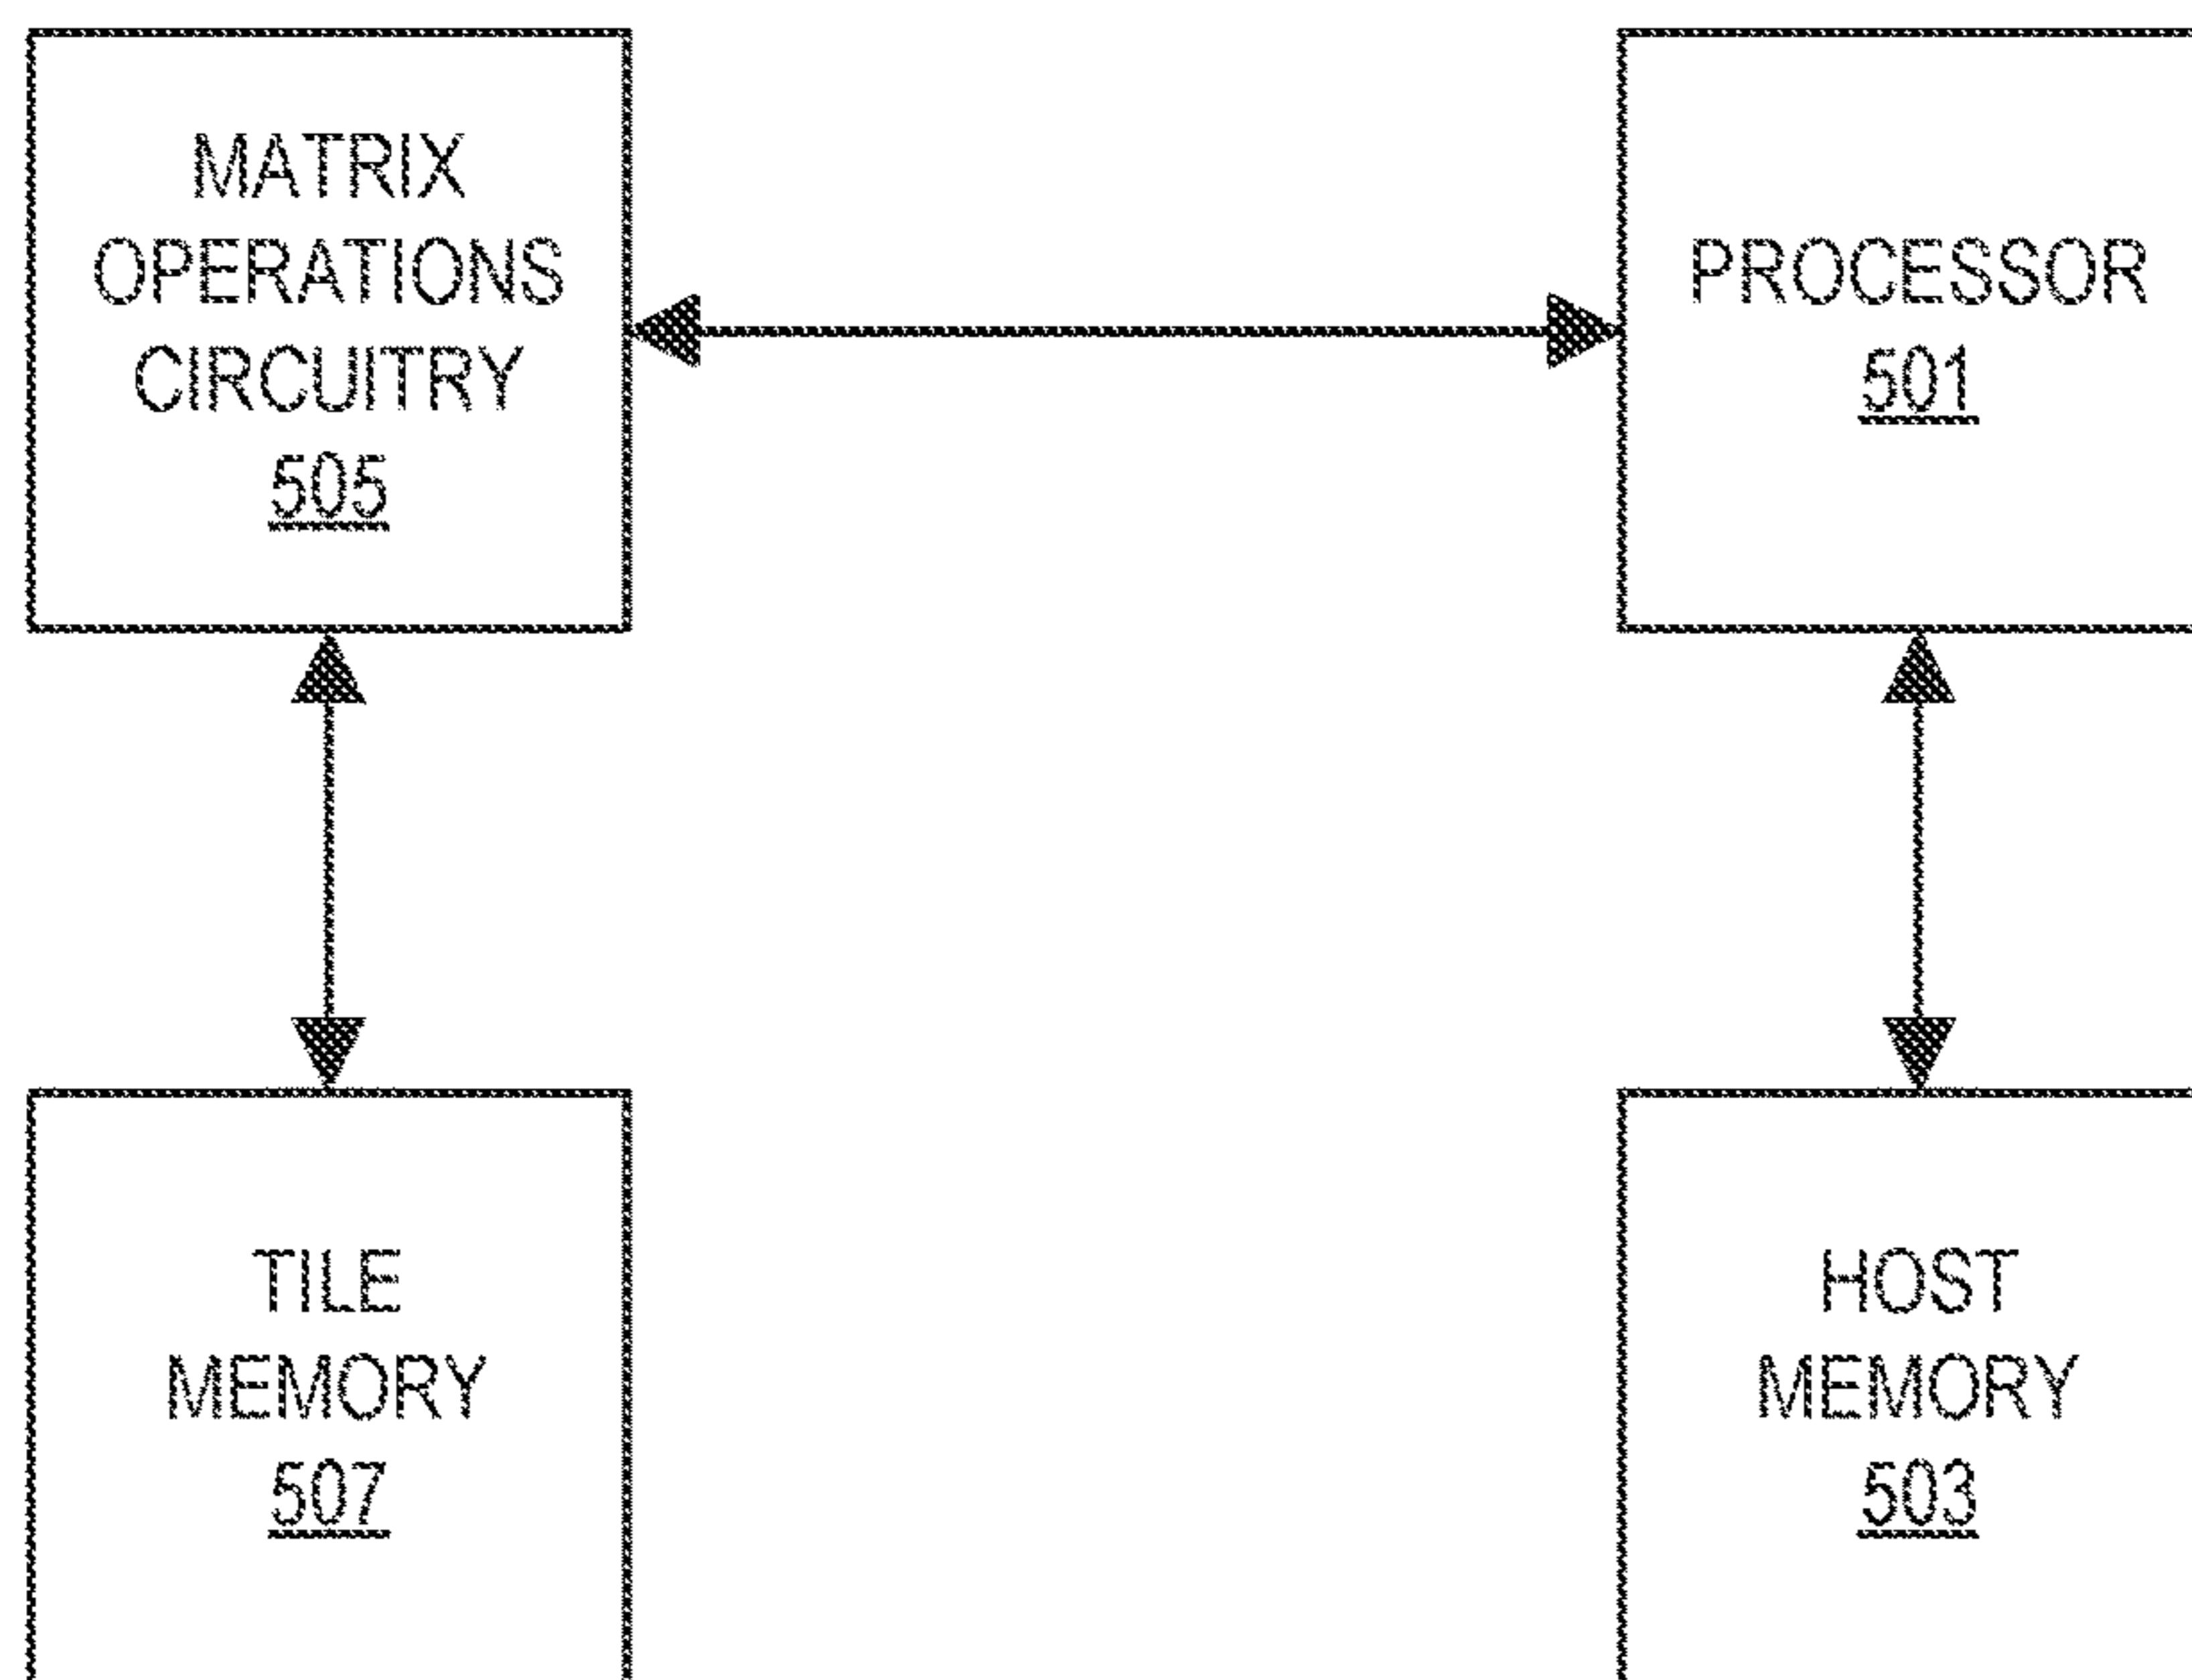 MATRIX
OPERATIONS
CIRCUITRY
505
PROCESSOR
501
TILE
MEMORY
507
HOST
MEMORY
503